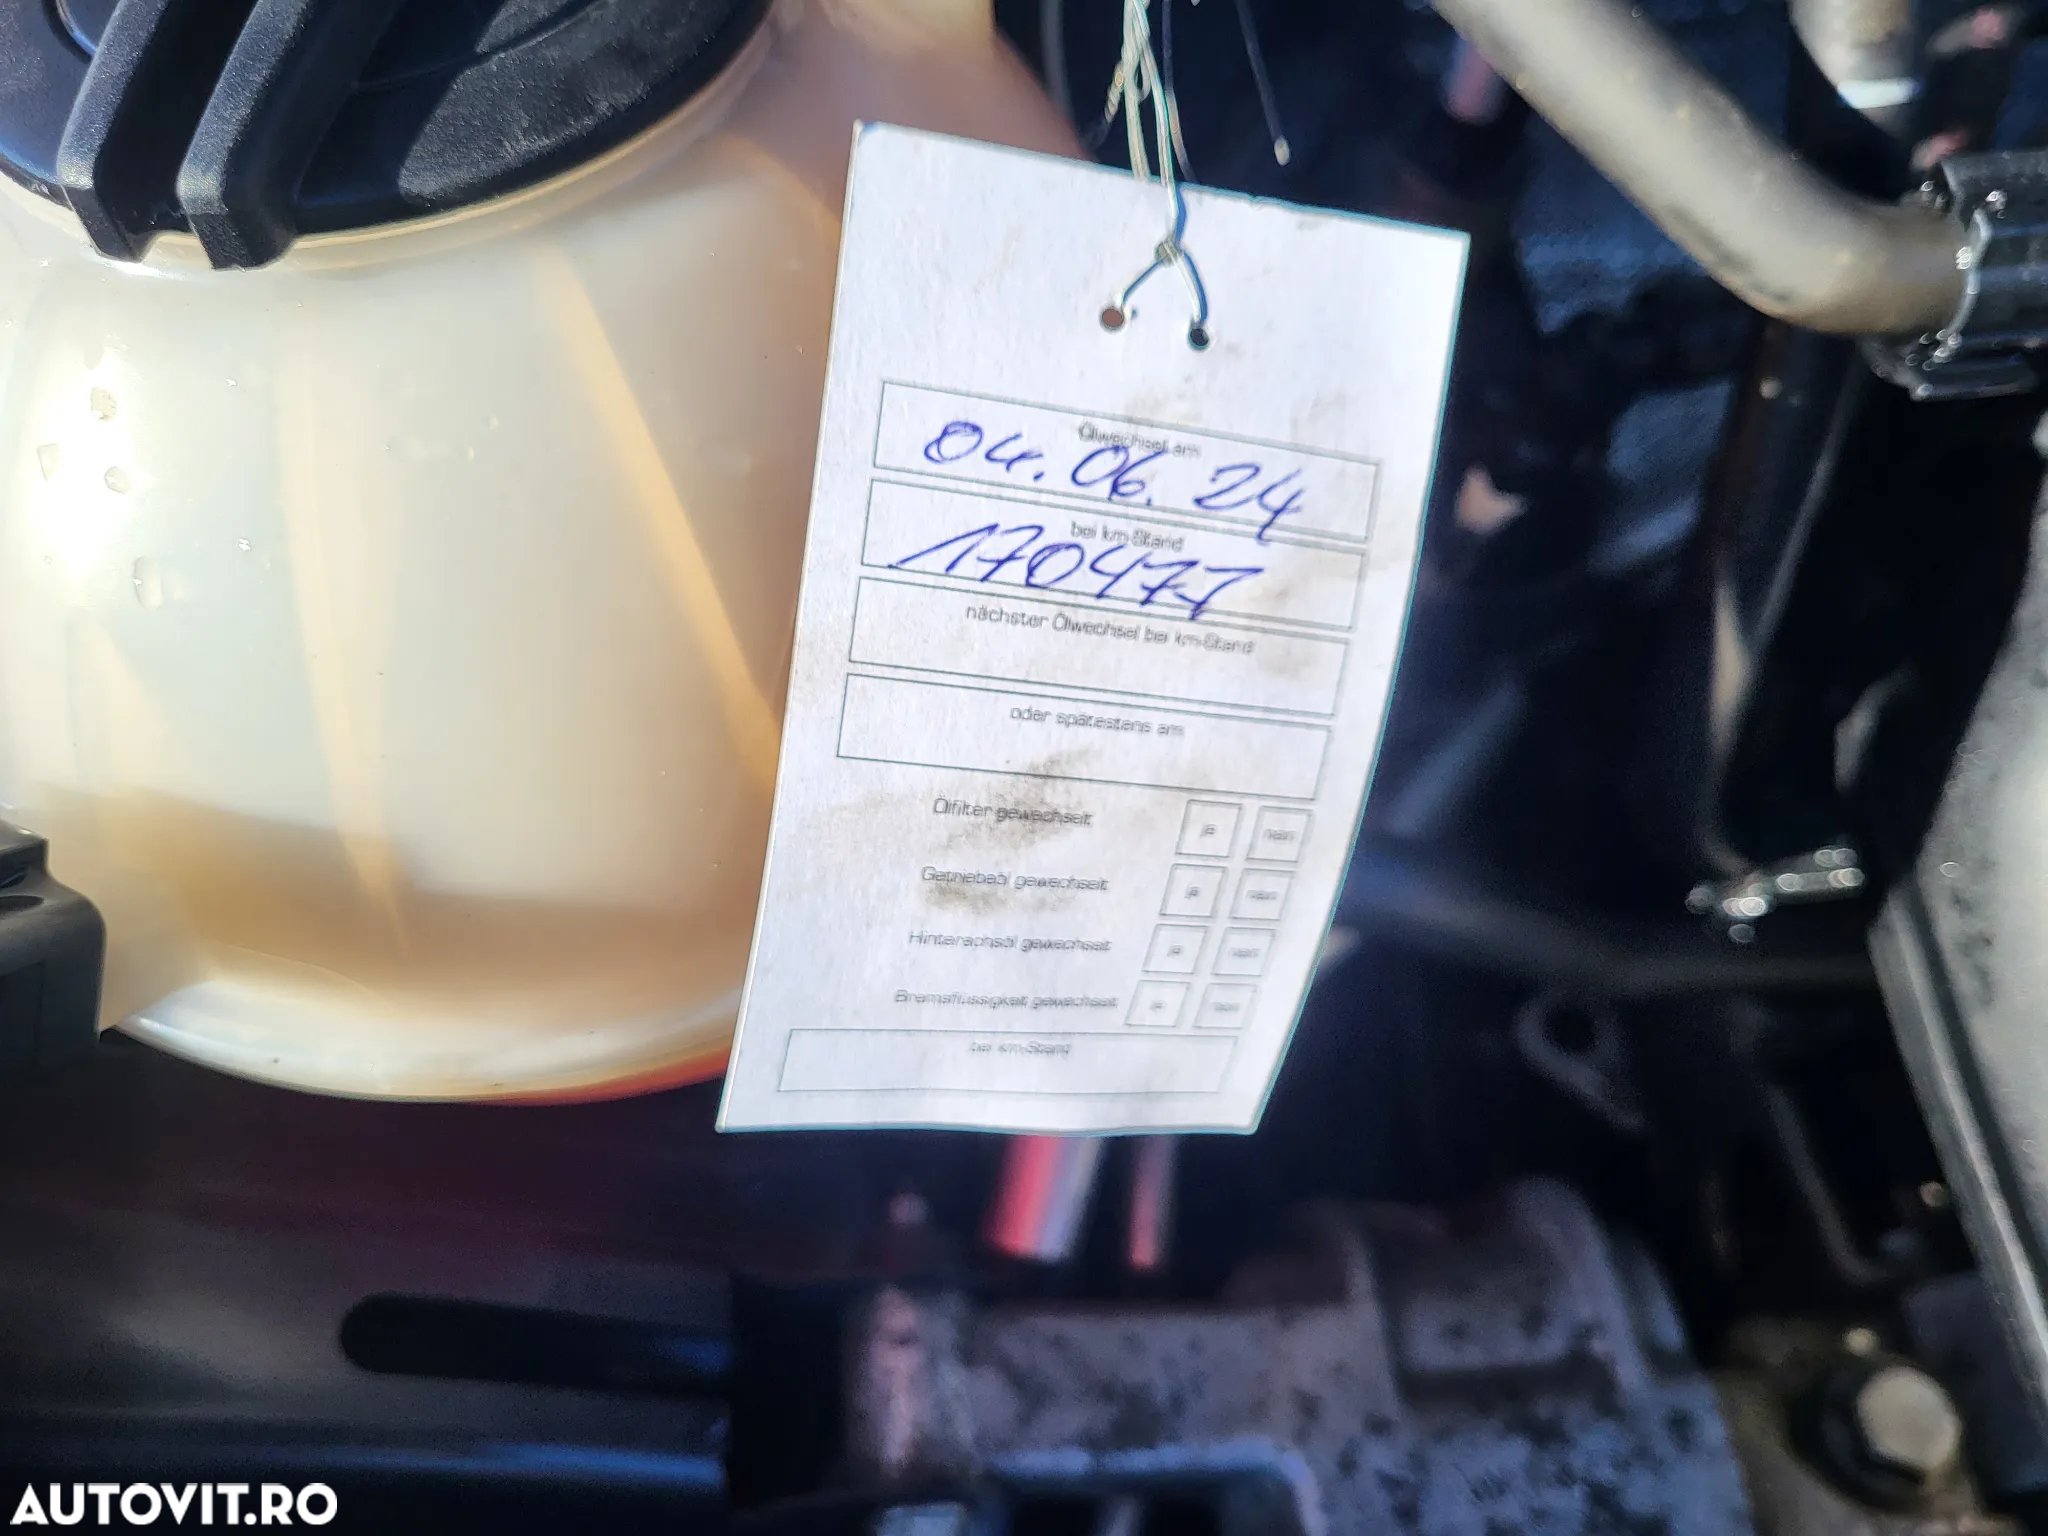 Ölwechsel am
04.06.24
bei km-Stand
170477
nächster Ölwechsel bei km-Stand
oder spätestens am
Ölfilter gewechselt ja nein
Getriebeöl gewechselt ja nein
Hinterachsöl gewechselt ja nein
Bremsflüssigkeit gewechselt ja nein
bei km-Stand
AUTOVIT.RO